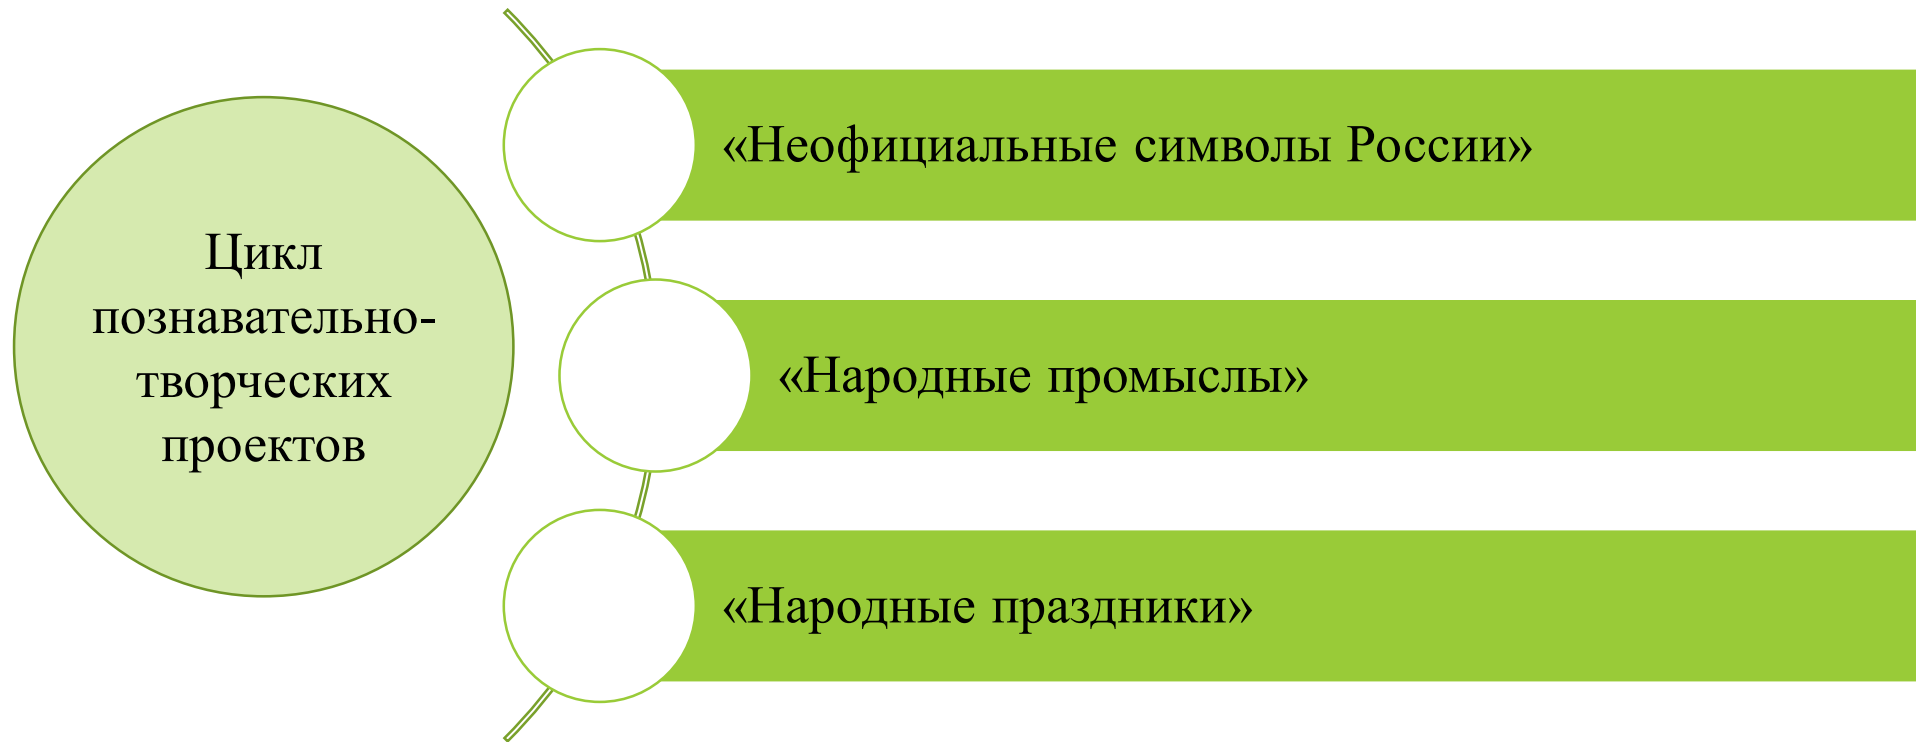 Цикл
познавательно-
творческих
проектов
«Неофициальные символы России»
«Народные промыслы»
«Народные праздники»